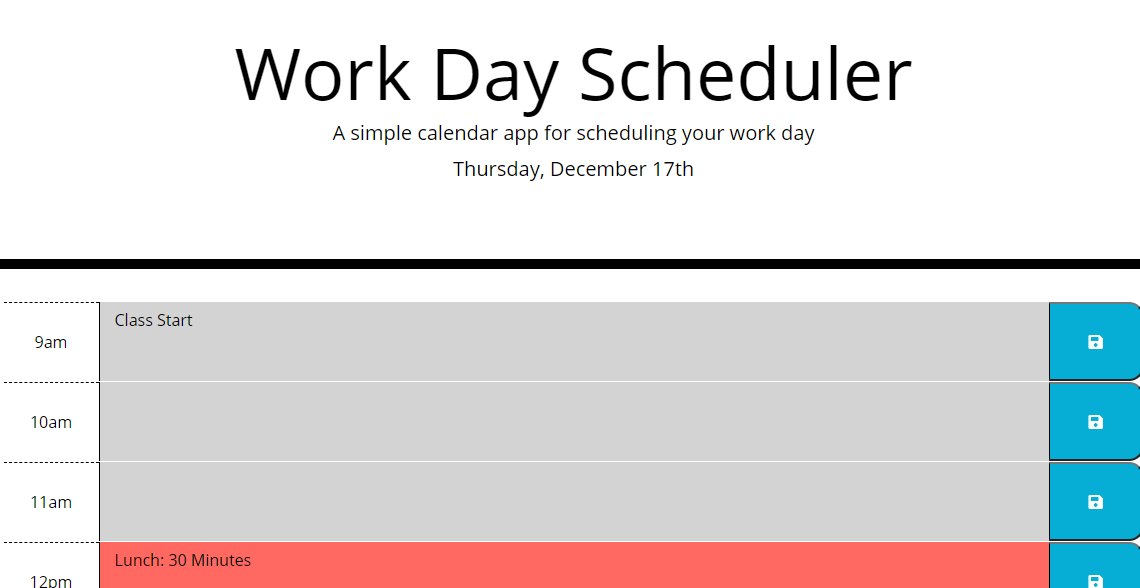 Work Day Scheduler
A simple calendar app for scheduling your work day
Thursday, December 17th
9am
Class Start
10am
11am
12pm
Lunch: 30 Minutes